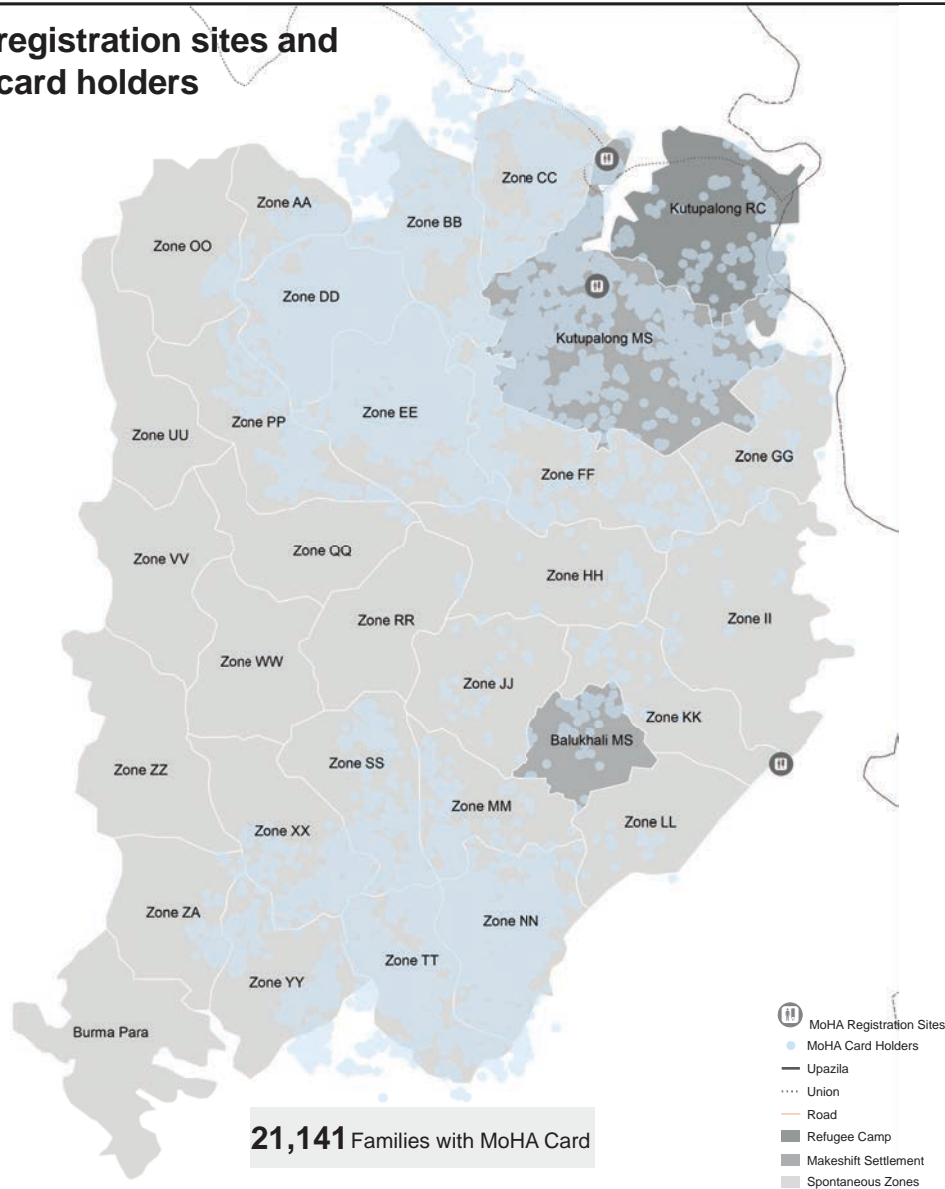 registration sites and
card holders
Zone CC
Zone AA
Kutupalong RC
Zone BB
Zone OO
Zone DD
Kutupalong MS
Zone EE
Zone PP
Zone UU
Zone GG
Zone FF
Zone QQ
Zone VV
Zone HH
Zone II
Zone RR
Zone WW
Zone JJ
Zone KK
Balukhali MS
Zone SS
Zone ZZ
Zone MM
Zone LL
Zone XX
Zone ZA
Zone NN
Zone TT
Zone YY
Burma Para
21,141 Families with MoHA Card
MoHA Registration Sites
MoHA Card Holders
Upazila
Union
Road
Refugee Camp
Makeshift Settlement
Spontaneous Zones